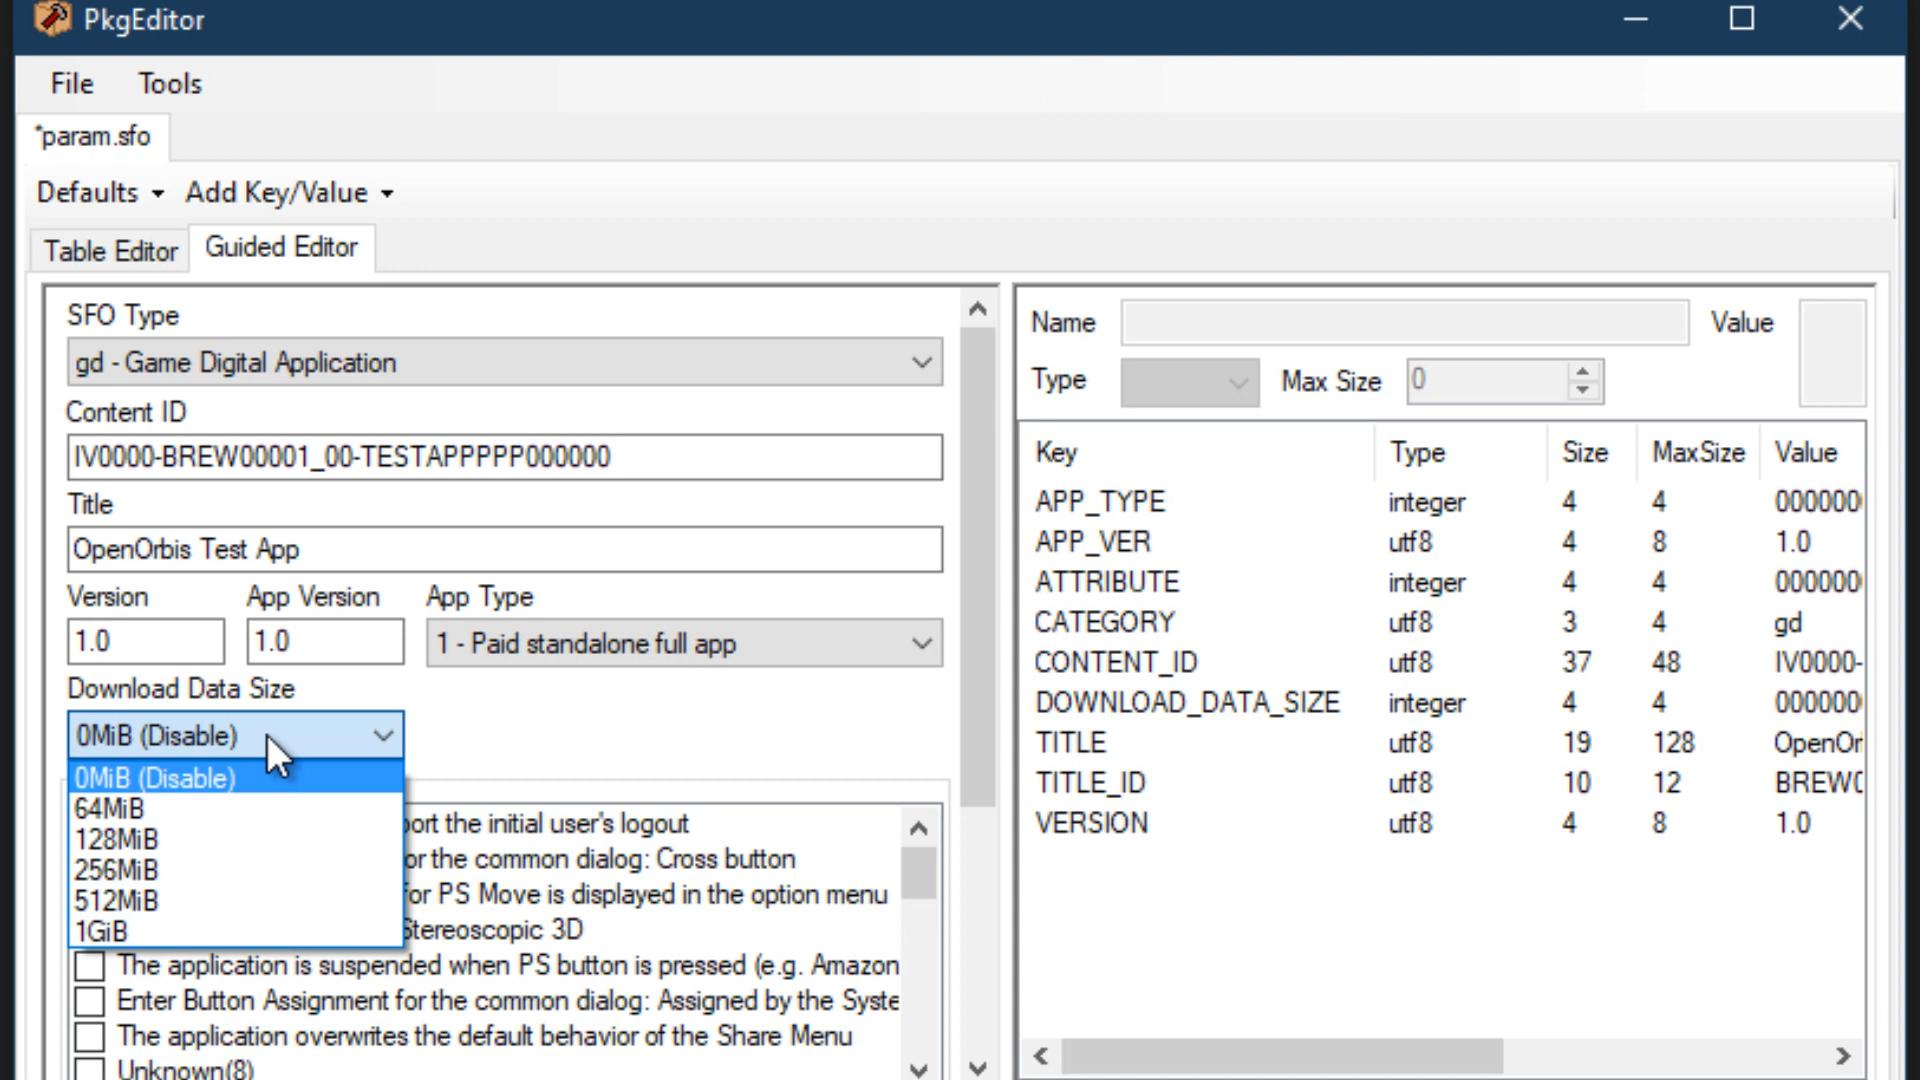 PkgEditor
File Tools
*param.sfo
Defaults Add Key/Value
Table Editor Guided Editor
SFO Type
gd - Game Digital Application
Content ID
IV0000-BREW00001_00-TESTAPPPPP000000
Title
OpenOrbis Test App
Version App Version App Type
1.0 1.0 1 - Paid standalone full app
Download Data Size
0MiB (Disable)
0MiB (Disable)
64MiB
128MiB
256MiB
512MiB
1GiB
port the initial user's logout
or the common dialog: Cross button
for PS Move is displayed in the option menu
Stereoscopic 3D
The application is suspended when PS button is pressed (e.g. Amazon
Enter Button Assignment for the common dialog: Assigned by the Syste
The application overwrites the default behavior of the Share Menu
Unknown(8)
Name Value
Type Max Size 0
Key Type Size MaxSize Value
APP_TYPE integer 4 4 000000
APP_VER utf8 4 8 1.0
ATTRIBUTE integer 4 4 000000
CATEGORY utf8 3 4 gd
CONTENT_ID utf8 37 48 IV0000-
DOWNLOAD_DATA_SIZE integer 4 4 000000
TITLE utf8 19 128 OpenOr
TITLE_ID utf8 10 12 BREW0
VERSION utf8 4 8 1.0